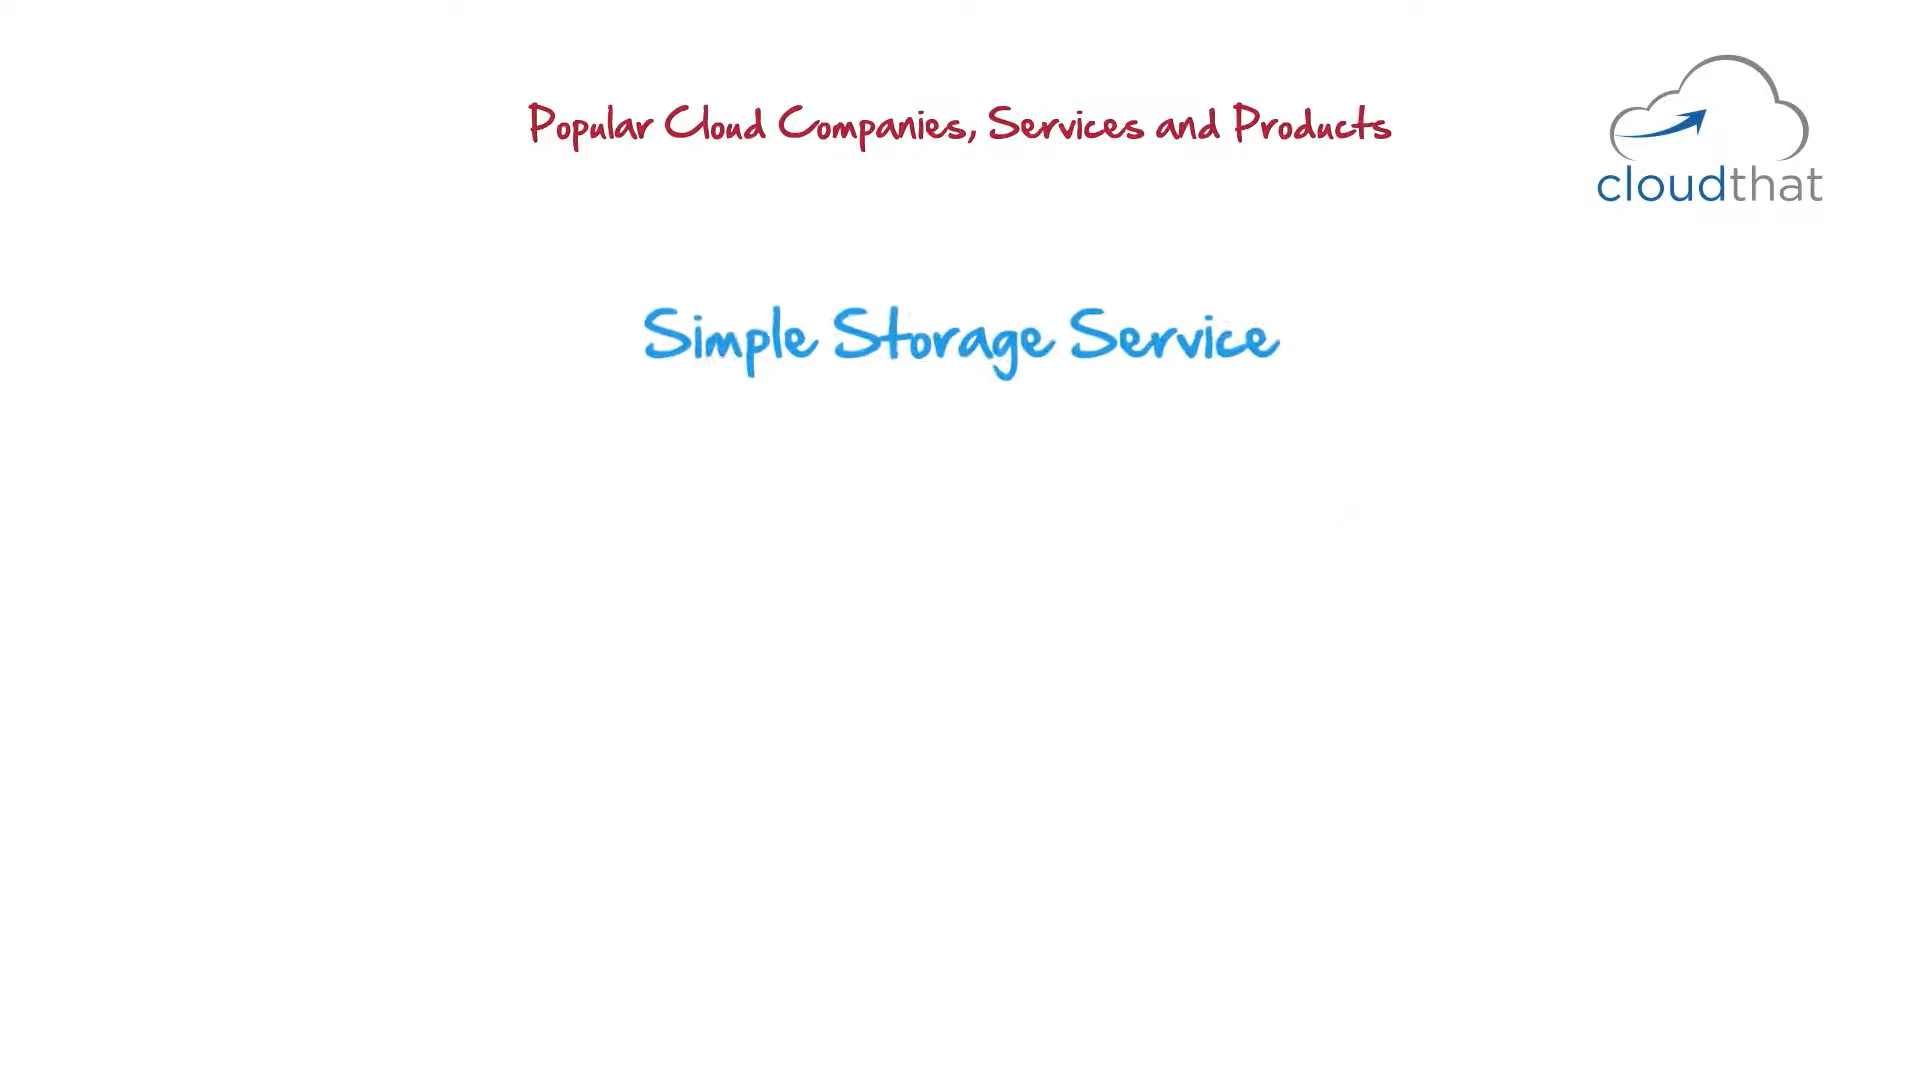 Popular Cloud Companies, Services and Products
cloudthat
Simple Storage Service